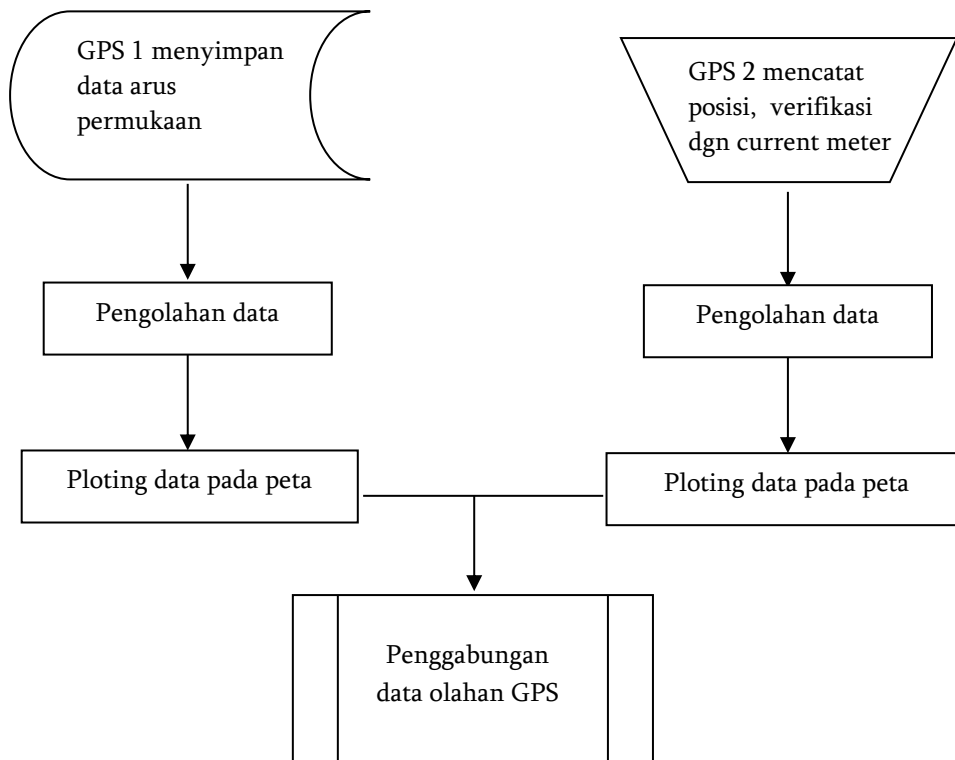 GPS 1 menyimpan
data arus
permukaan
GPS 2 mencatat
posisi, verifikasi
dgn current meter
Pengolahan data
Pengolahan data
Ploting data pada peta
Ploting data pada peta
Penggabungan
data olahan GPS